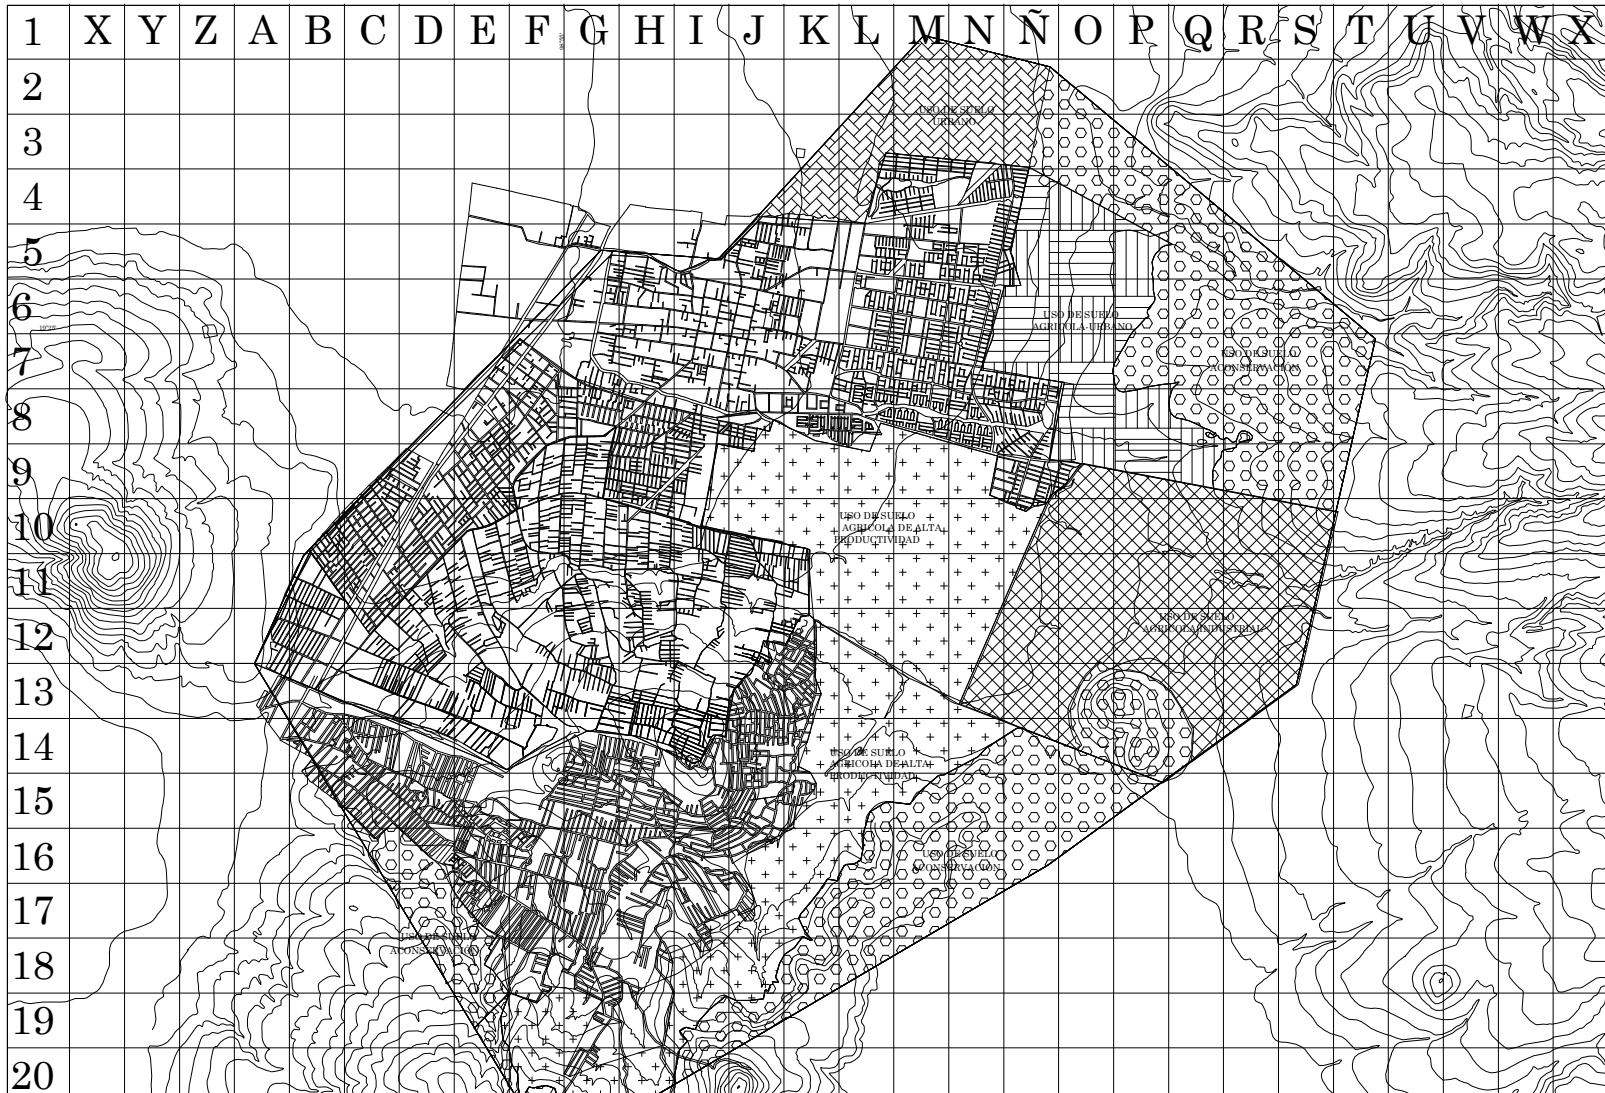 1 X Y Z A B C D E F G H I J K L M N Ñ O P Q R S T U V W X
2
USO DE SUELO
URBANO
3
4
5
6
USO DE SUELO
AGRICOLA-URBANO
7
USO DE SUELO
ACONSERVACION
8
9
10
USO DE SUELO
AGRICOLA DE ALTA
PRODUCTIVIDAD
11
12
USO DE SUELO
AGRICOLA-INDUSTRIAL
13
14
USO DE SUELO
AGRICOLA DE ALTA
PRODUCTIVIDAD
15
16
USO DE SUELO
ACONSERVACION
17
USO DE SUELO
ACONSERVACION
18
19
20